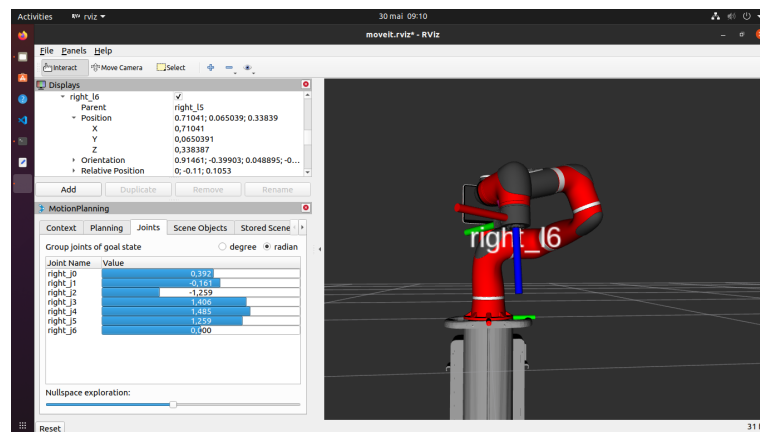 Activities rviz 30 mai 09:10
moveit.rviz* - RViz
File Panels Help
Interact Move Camera Select
Displays
right_l6
Parent right_l5
Position 0.71041; 0.065039; 0.33839
X 0,71041
Y 0,0650391
Z 0,338387
Orientation 0.91461; -0.39903; 0.048895; -0...
Relative Position 0; -0.11; 0.1053
Add Duplicate Remove Rename
MotionPlanning
Context Planning Joints Scene Objects Stored Scene
Group joints of goal state degree radian
Joint Name Value
right_j0 0,392
right_j1 -0,161
right_j2 -1,259
right_j3 1,406
right_j4 1,485
right_j5 1,259
right_j6 0,000
Nullspace exploration:
Reset
31
right_l6